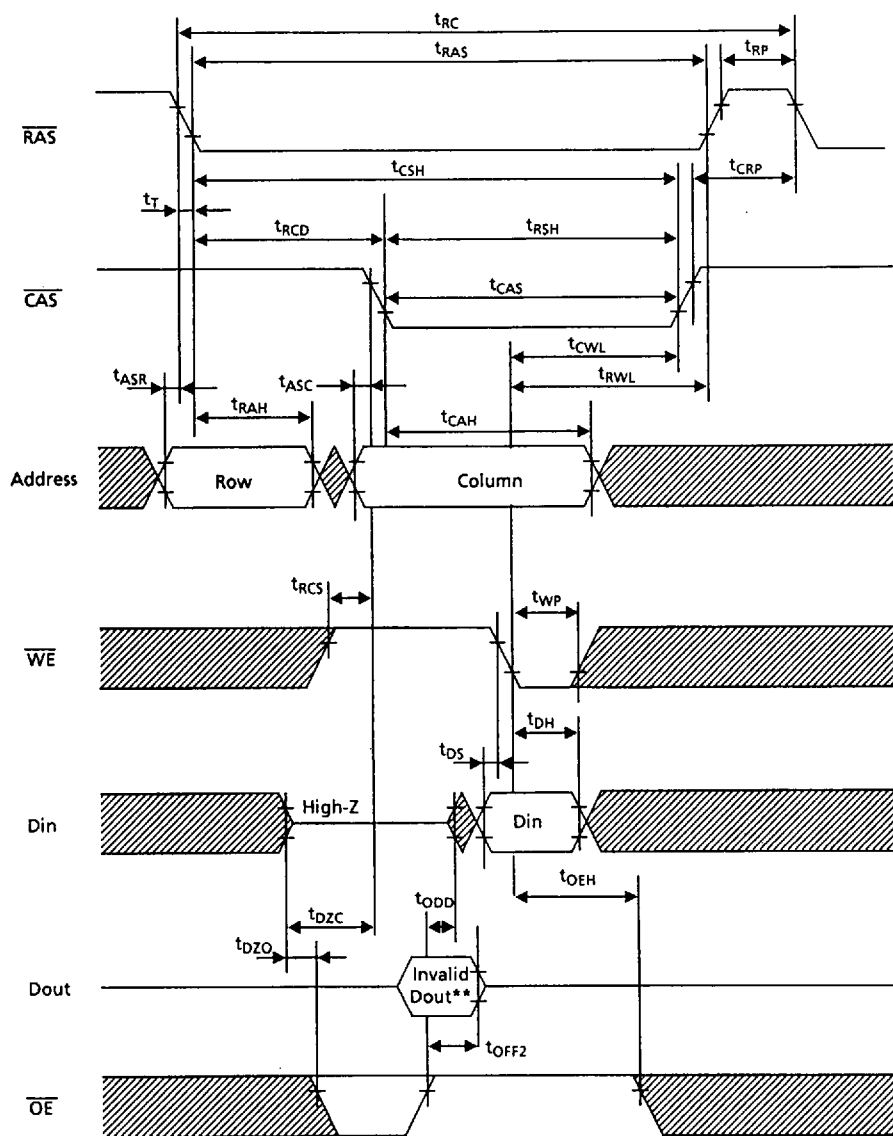 tRC
tRAS
tRP
RAS
tCSH
tCRP
tT
tRCD
tRSH
CAS
tCAS
tCWL
tASR
tASC
tRWL
tRAH
tCAH
Address
Row
Column
tRCS
tWP
WE
tDH
tDS
High-Z
Din
Din
tOEH
tODD
tDZC
tDZO
Dout
Invalid
Dout**
tOFF2
OE